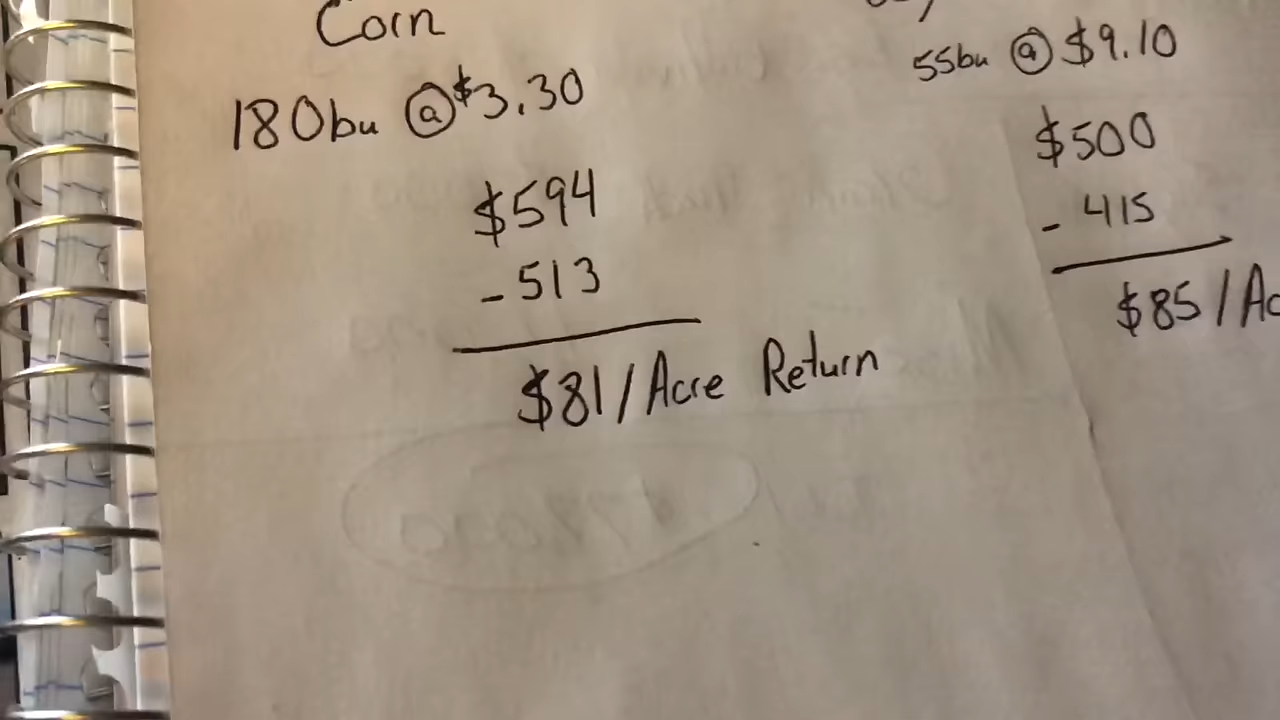 Corn
180bu @ $3.30
$594
- 513
$81 / Acre Return
55bu @ $9.10
$500
- 415
$85 / Ac